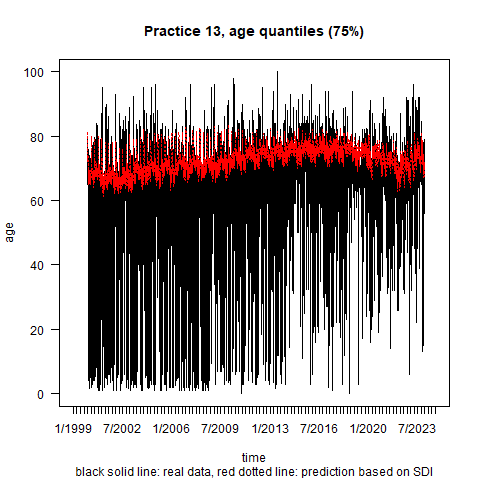 Practice 13, age quantiles (75%)
100
80
60
40
20
0
age
1/1999 7/2002 1/2006 7/2009 1/2013 7/2016 1/2020 7/2023
time
black solid line: real data, red dotted line: prediction based on SDI